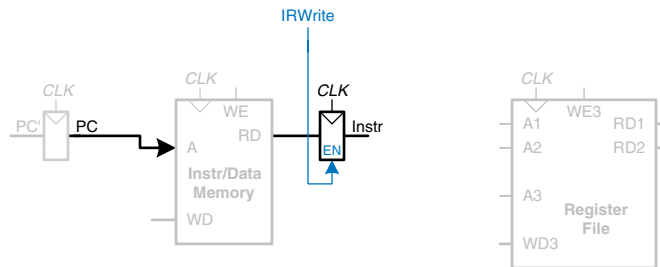 IRWrite
CLK
CLK
CLK
CLK
PC'
PC
WE
A
RD
EN
Instr
Instr/Data
Memory
WD
WE3
A1
RD1
A2
RD2
A3
Register
File
WD3